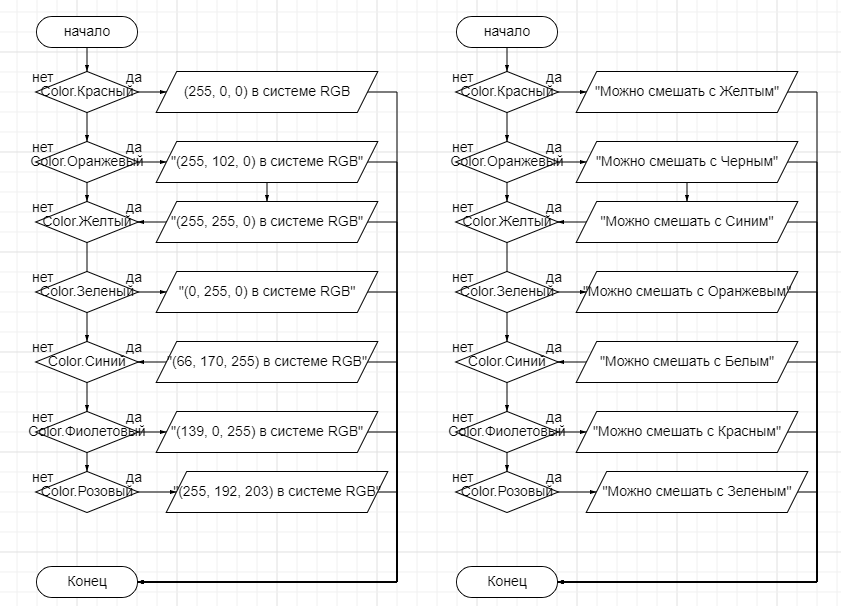 начало
нет
да
Color.Красный
(255, 0, 0) в системе RGB
нет
да
Color.Оранжевый
"(255, 102, 0) в системе RGB"
нет
да
Color.Желтый
"(255, 255, 0) в системе RGB"
нет
да
Color.Зеленый
"(0, 255, 0) в системе RGB"
нет
да
Color.Синий
"(66, 170, 255) в системе RGB"
нет
да
Color.Фиолетовый
"(139, 0, 255) в системе RGB"
нет
да
Color.Розовый
"(255, 192, 203) в системе RGB"
Конец
начало
нет
да
Color.Красный
"Можно смешать с Желтым"
нет
да
Color.Оранжевый
"Можно смешать с Черным"
нет
да
Color.Желтый
"Можно смешать с Синим"
нет
да
Color.Зеленый
"Можно смешать с Оранжевым"
нет
да
Color.Синий
"Можно смешать с Белым"
нет
да
Color.Фиолетовый
"Можно смешать с Красным"
нет
да
Color.Розовый
"Можно смешать с Зеленым"
Конец